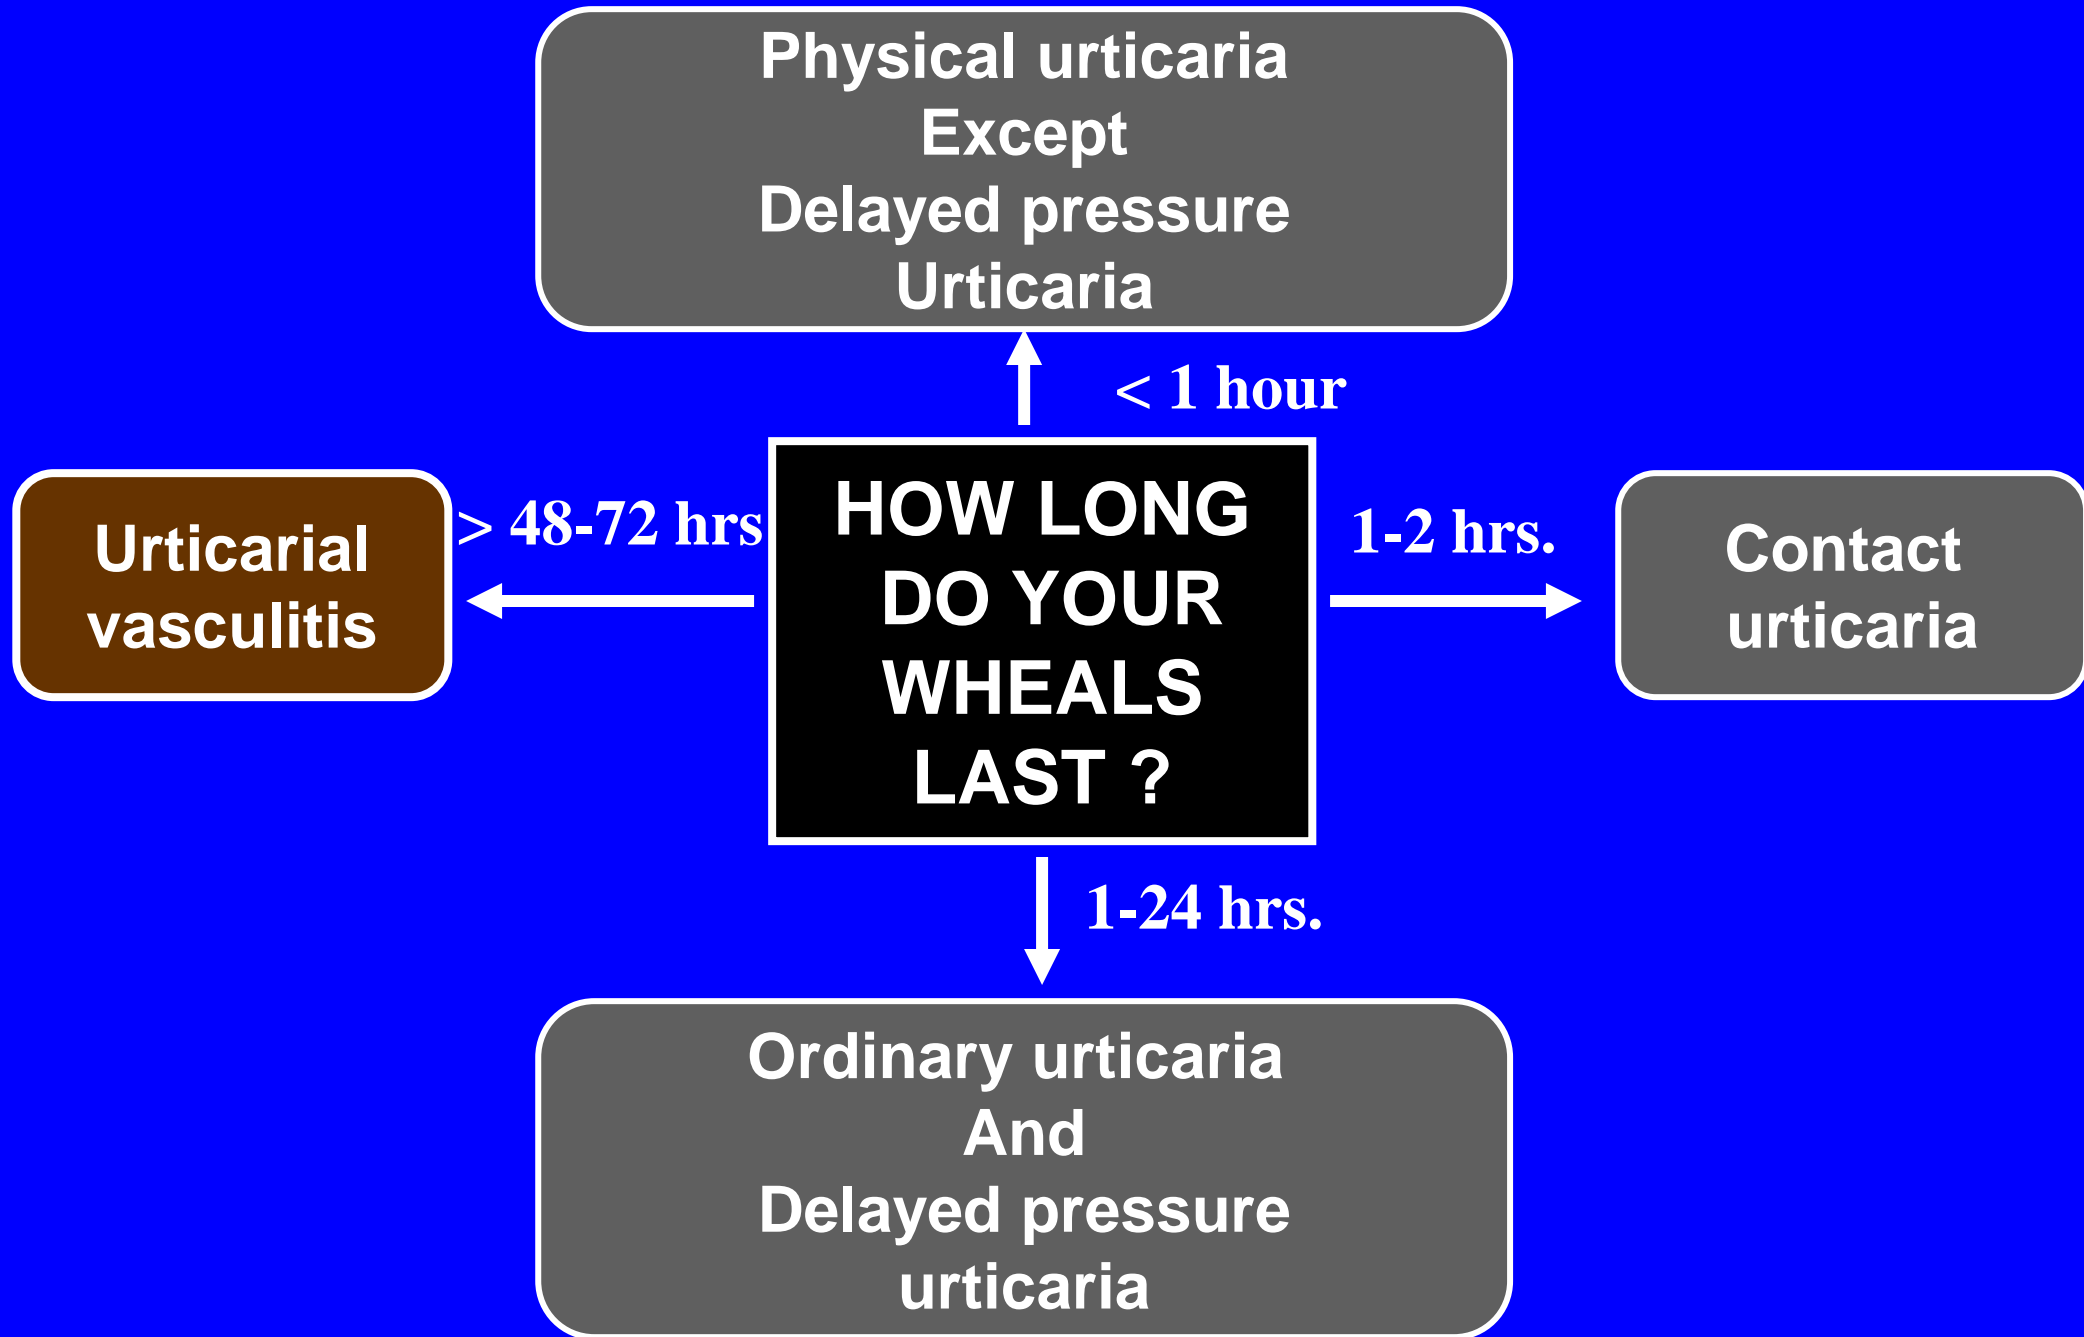 Physical urticaria
Except
Delayed pressure
Urticaria
< 1 hour
Urticarial
vasculitis
> 48-72 hrs
HOW LONG
DO YOUR
WHEALS
LAST ?
1-2 hrs.
Contact
urticaria
1-24 hrs.
Ordinary urticaria
And
Delayed pressure
urticaria